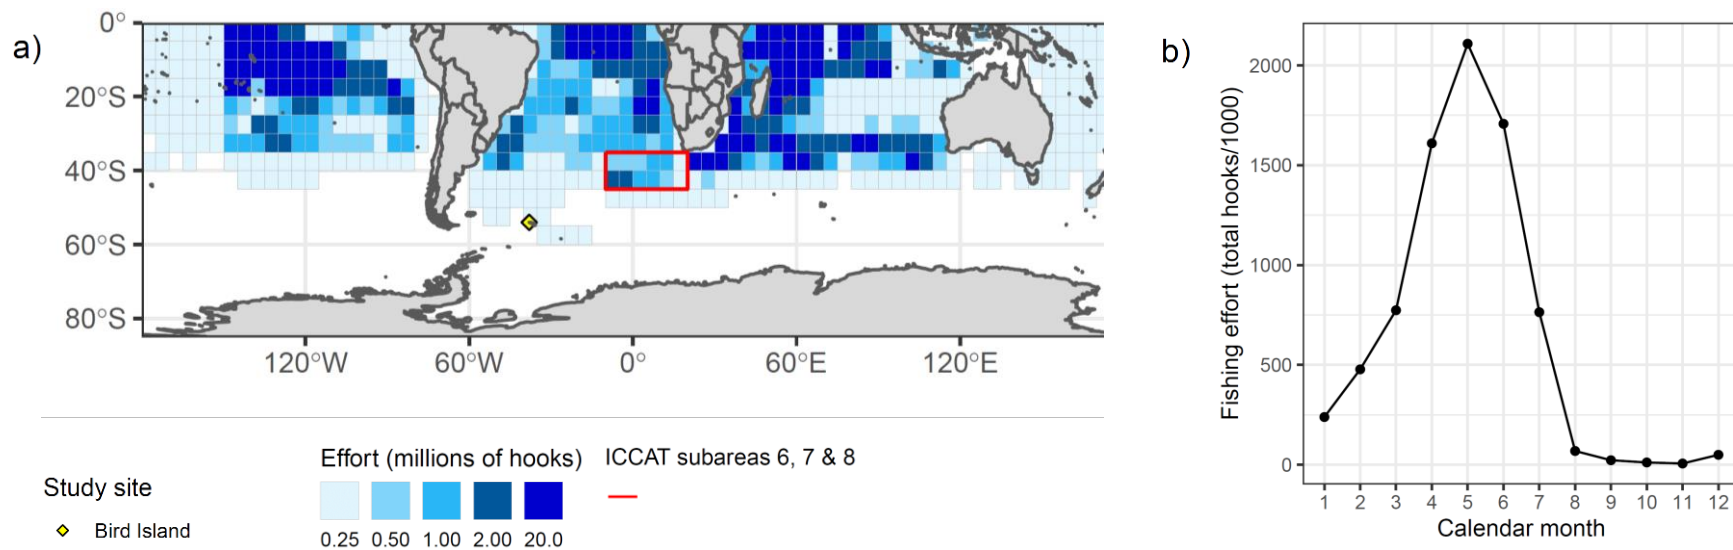 a)
0°
20°S
40°S
60°S
80°S
120°W
60°W
0°
60°E
120°E
Study site
Bird Island
Effort (millions of hooks)
0.25 0.50 1.00 2.00 20.0
ICCAT subareas 6, 7 & 8
b)
Fishing effort (total hooks/1000)
2000
1500
1000
500
0
1 2 3 4 5 6 7 8 9 10 11 12
Calendar month